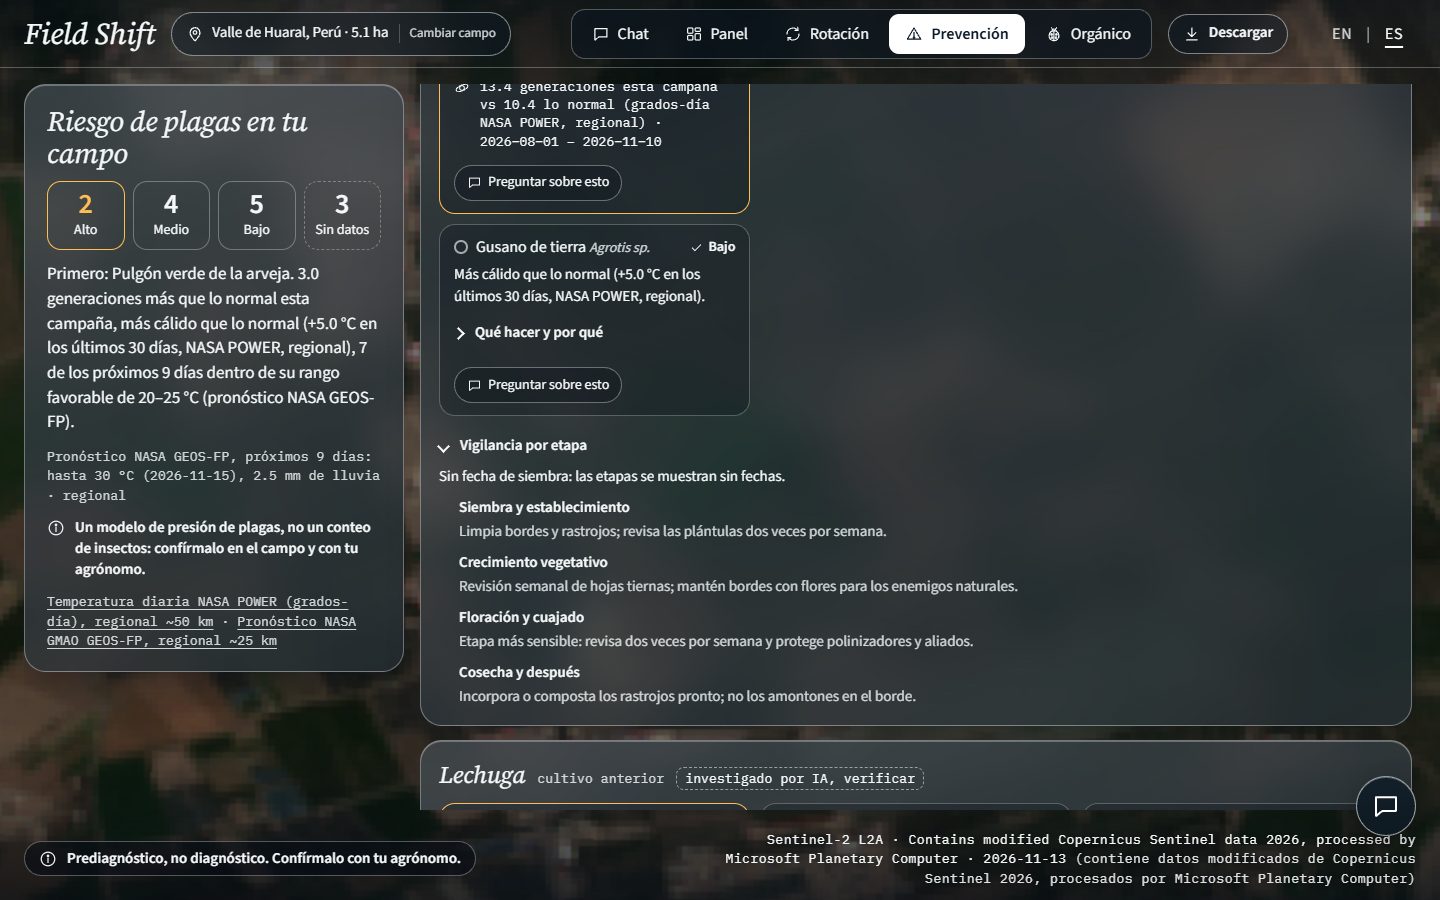 Field Shift
Valle de Huaral, Perú · 5.1 ha
Cambiar campo
Chat
Panel
Rotación
Prevención
Orgánico
Descargar
EN | ES
Riesgo de plagas en tu
campo
2
Alto
4
Medio
5
Bajo
3
Sin datos
Primero: Pulgón verde de la arveja. 3.0
generaciones más que lo normal esta
campaña, más cálido que lo normal (+5.0 °C en
los últimos 30 días, NASA POWER, regional), 7
de los próximos 9 días dentro de su rango
favorable de 20–25 °C (pronóstico NASA GEOS-
FP).
Pronóstico NASA GEOS-FP, próximos 9 días:
hasta 30 °C (2026-11-15), 2.5 mm de lluvia
· regional
Un modelo de presión de plagas, no un conteo
de insectos: confírmalo en el campo y con tu
agrónomo.
Temperatura diaria NASA POWER (grados-
día), regional ~50 km · Pronóstico NASA
GMAO GEOS-FP, regional ~25 km
13.4 generaciones esta campaña
vs 10.4 lo normal (grados-día
NASA POWER, regional) ·
2026-08-01 – 2026-11-10
Preguntar sobre esto
Gusano de tierra Agrotis sp.
Bajo
Más cálido que lo normal (+5.0 °C en los
últimos 30 días, NASA POWER, regional).
Qué hacer y por qué
Preguntar sobre esto
Vigilancia por etapa
Sin fecha de siembra: las etapas se muestran sin fechas.
Siembra y establecimiento
Limpia bordes y rastrojos; revisa las plántulas dos veces por semana.
Crecimiento vegetativo
Revisión semanal de hojas tiernas; mantén bordes con flores para los enemigos naturales.
Floración y cuajado
Etapa más sensible: revisa dos veces por semana y protege polinizadores y aliados.
Cosecha y después
Incorpora o composta los rastrojos pronto; no los amontones en el borde.
Lechuga cultivo anterior investigado por IA, verificar
Prediagnóstico, no diagnóstico. Confírmalo con tu agrónomo.
Sentinel-2 L2A · Contains modified Copernicus Sentinel data 2026, processed by
Microsoft Planetary Computer · 2026-11-13 (contiene datos modificados de Copernicus
Sentinel 2026, procesados por Microsoft Planetary Computer)